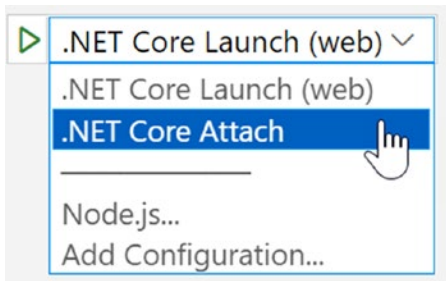 .NET Core Launch (web)
.NET Core Launch (web)
.NET Core Attach
Node.js...
Add Configuration...